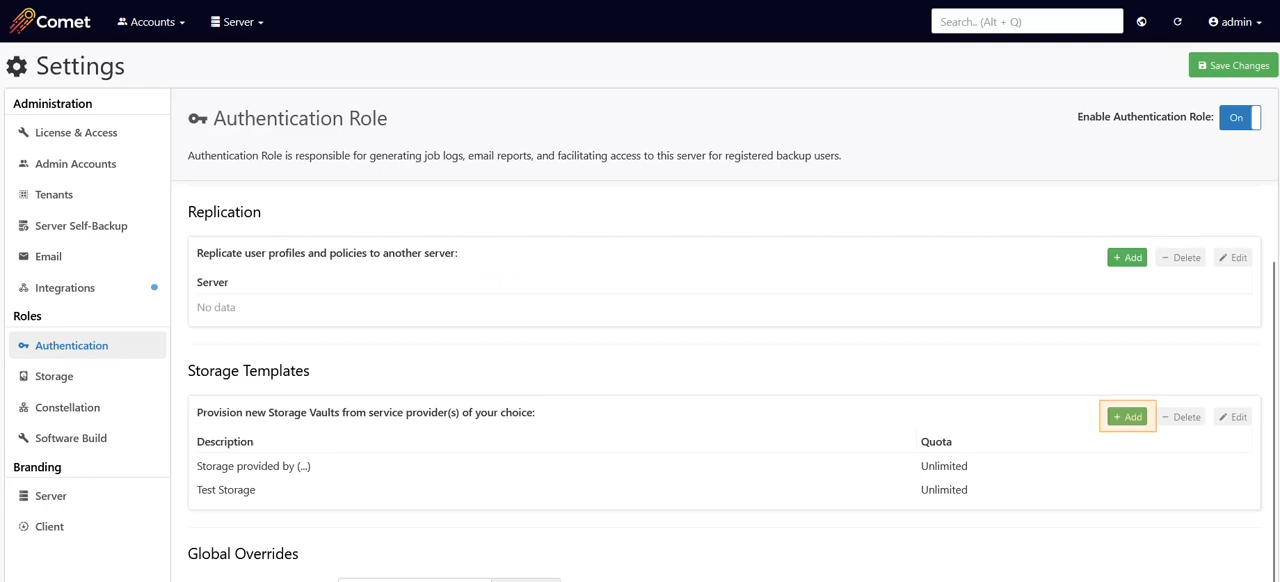 Comet Accounts Server Search.. (Alt + Q) admin
Settings Save Changes
Administration
License & Access
Admin Accounts
Tenants
Server Self-Backup
Email
Integrations
Roles
Authentication
Storage
Constellation
Software Build
Branding
Server
Client
Authentication Role
Enable Authentication Role: On
Authentication Role is responsible for generating job logs, email reports, and facilitating access to this server for registered backup users.
Replication
Replicate user profiles and policies to another server: + Add − Delete Edit
Server
No data
Storage Templates
Provision new Storage Vaults from service provider(s) of your choice: + Add − Delete Edit
Description Quota
Storage provided by (...) Unlimited
Test Storage Unlimited
Global Overrides